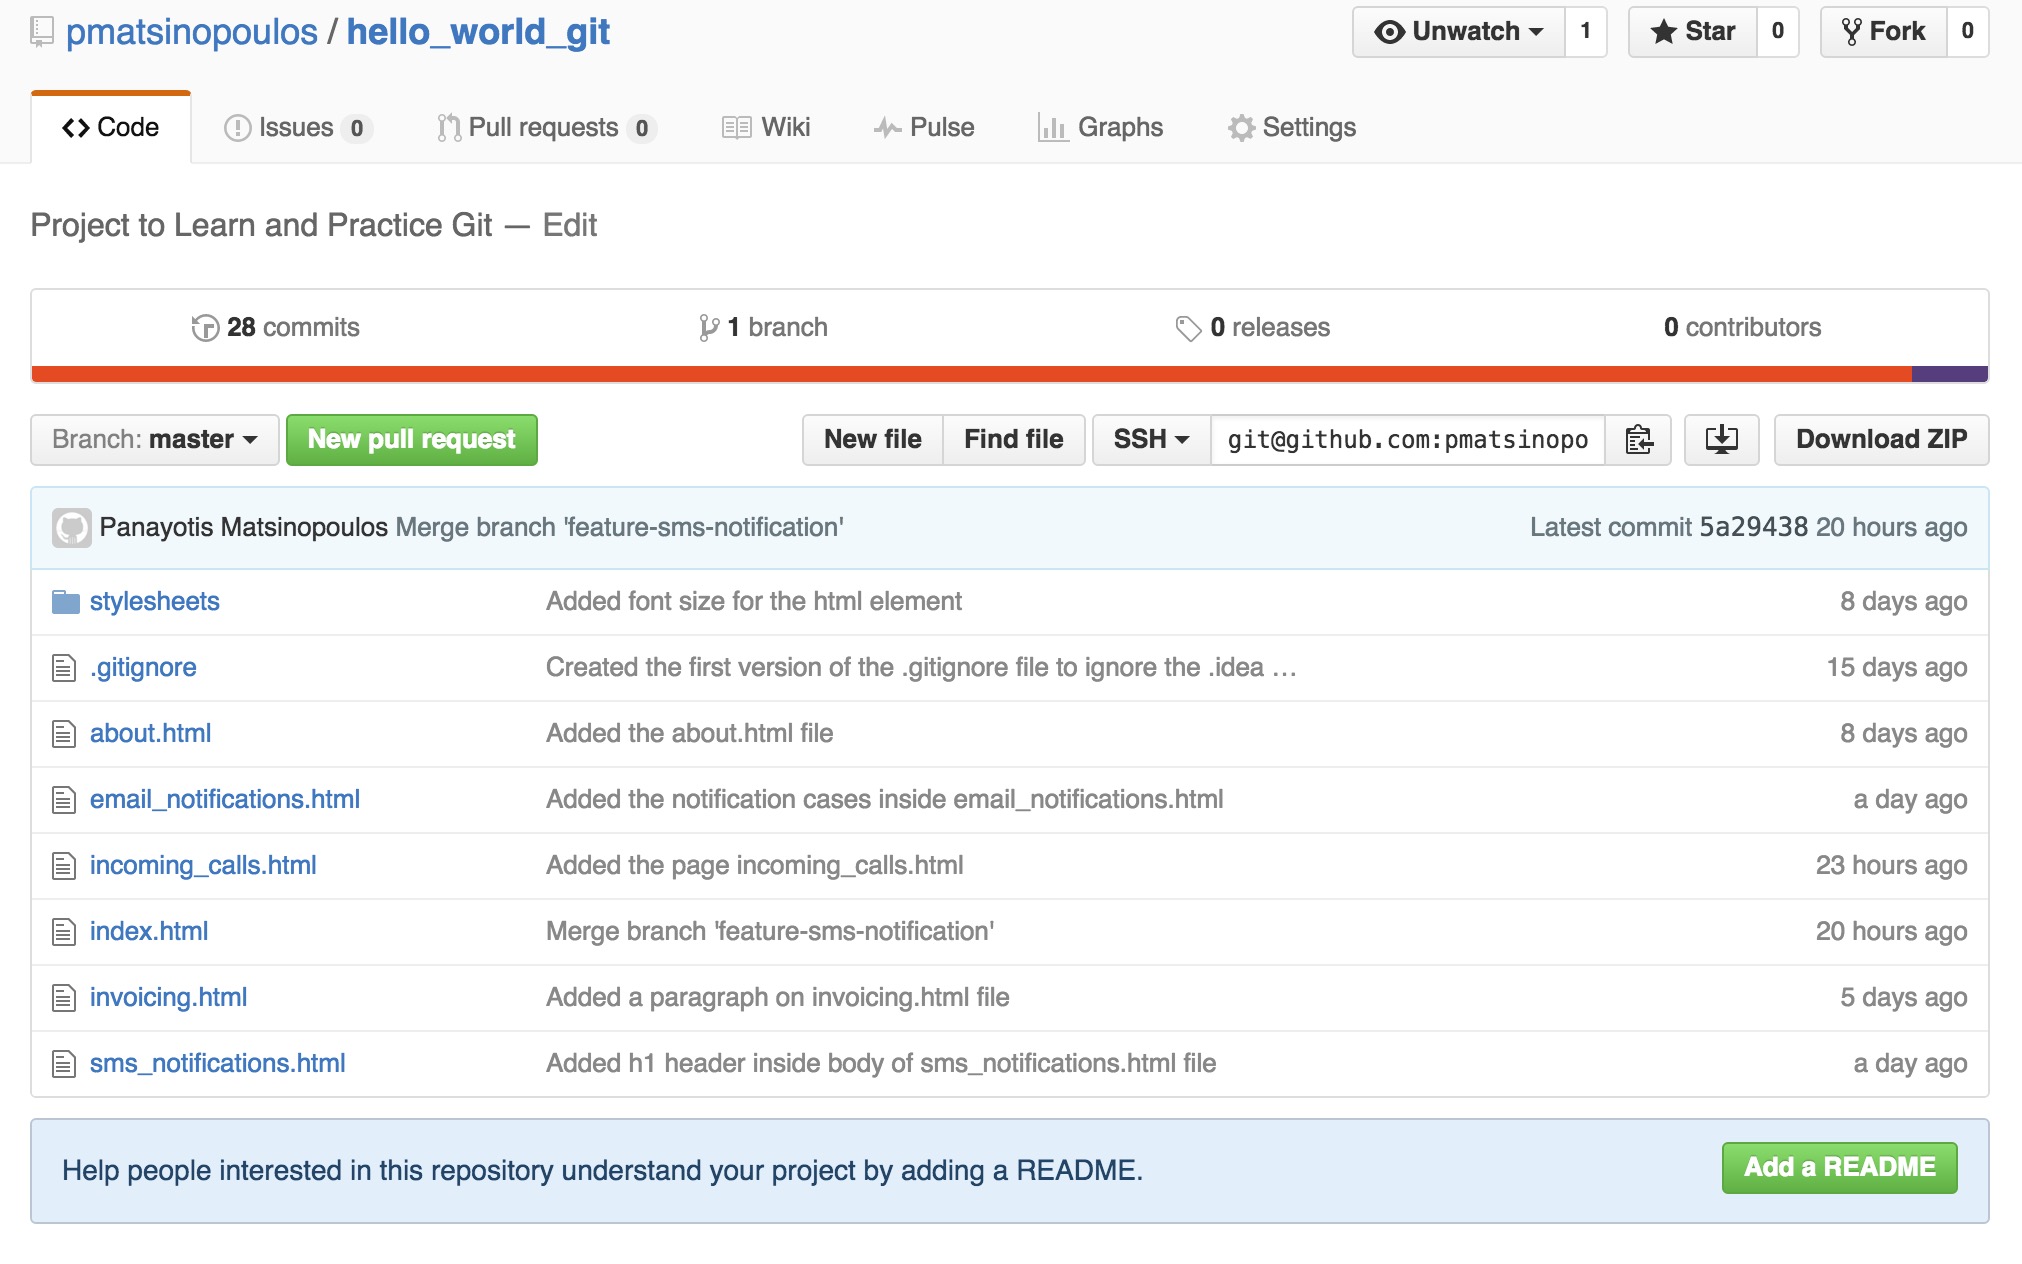 pmatsinopoulos / hello_world_git Unwatch 1 Star 0 Fork 0
Code Issues 0 Pull requests 0 Wiki Pulse Graphs Settings
Project to Learn and Practice Git — Edit
28 commits 1 branch 0 releases 0 contributors
Branch: master New pull request New file Find file SSH git@github.com:pmatsinopo Download ZIP
Panayotis Matsinopoulos Merge branch 'feature-sms-notification' Latest commit 5a29438 20 hours ago
stylesheets Added font size for the html element 8 days ago
.gitignore Created the first version of the .gitignore file to ignore the .idea … 15 days ago
about.html Added the about.html file 8 days ago
email_notifications.html Added the notification cases inside email_notifications.html a day ago
incoming_calls.html Added the page incoming_calls.html 23 hours ago
index.html Merge branch 'feature-sms-notification' 20 hours ago
invoicing.html Added a paragraph on invoicing.html file 5 days ago
sms_notifications.html Added h1 header inside body of sms_notifications.html file a day ago
Help people interested in this repository understand your project by adding a README. Add a README